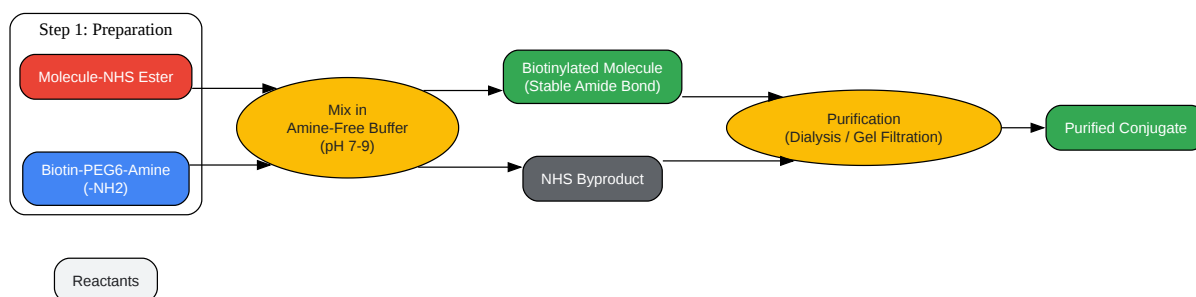 Step 1: Preparation
Molecule-NHS Ester
Biotin-PEG6-Amine
(-NH2)
Mix in
Amine-Free Buffer
(pH 7-9)
Biotinylated Molecule
(Stable Amide Bond)
NHS Byproduct
Purification
(Dialysis / Gel Filtration)
Purified Conjugate
Reactants